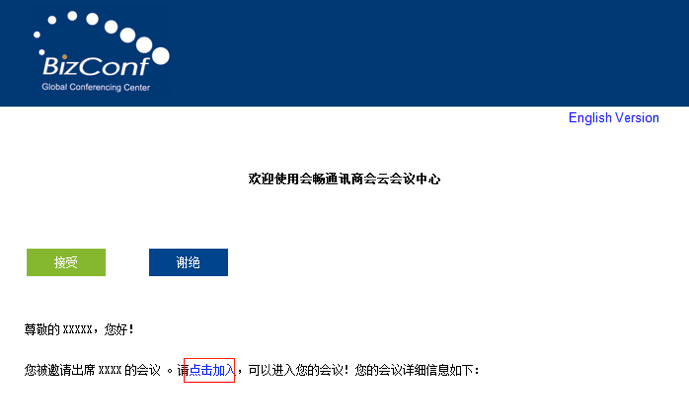 BizConf
Global Conferencing Center
English Version
欢迎使用会畅通讯商会云会议中心
接受 谢绝
尊敬的 XXXXX，您好！
您被邀请出席 XXXX 的会议 。请点击加入，可以进入您的会议！您的会议详细信息如下：